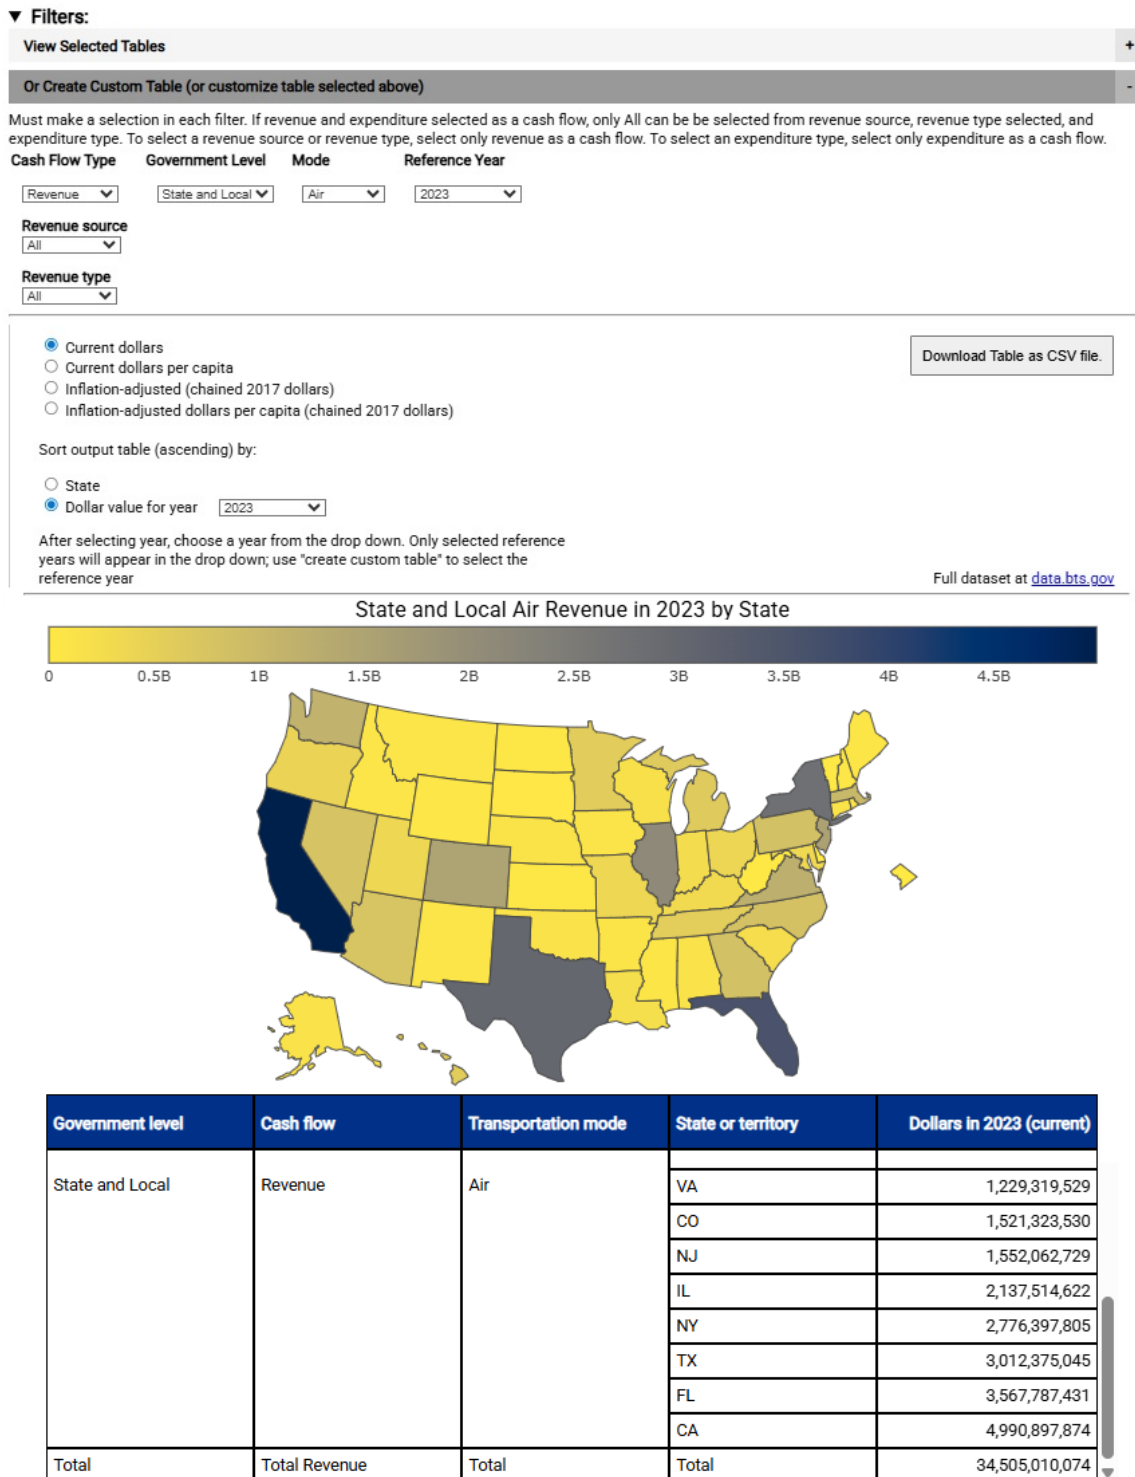 ▼ Filters:
View Selected Tables +
Or Create Custom Table (or customize table selected above) -
Must make a selection in each filter. If revenue and expenditure selected as a cash flow, only All can be be selected from revenue source, revenue type selected, and
expenditure type. To select a revenue source or revenue type, select only revenue as a cash flow. To select an expenditure type, select only expenditure as a cash flow.
Cash Flow Type Government Level Mode Reference Year
Revenue State and Local Air 2023
Revenue source
All
Revenue type
All
Current dollars
Download Table as CSV file.
Current dollars per capita
Inflation-adjusted (chained 2017 dollars)
Inflation-adjusted dollars per capita (chained 2017 dollars)
Sort output table (ascending) by:
State
Dollar value for year 2023
After selecting year, choose a year from the drop down. Only selected reference
years will appear in the drop down; use "create custom table" to select the
reference year
Full dataset at data.bts.gov
State and Local Air Revenue in 2023 by State
0 0.5B 1B 1.5B 2B 2.5B 3B 3.5B 4B 4.5B
Government level Cash flow Transportation mode State or territory Dollars in 2023 (current)
State and Local Revenue Air VA 1,229,319,529
CO 1,521,323,530
NJ 1,552,062,729
IL 2,137,514,622
NY 2,776,397,805
TX 3,012,375,045
FL 3,567,787,431
CA 4,990,897,874
Total Total Revenue Total Total 34,505,010,074